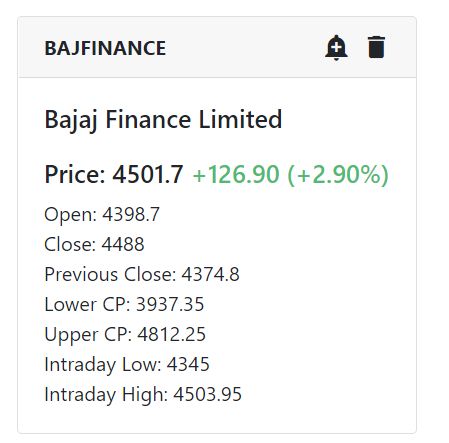 BAJFINANCE
Bajaj Finance Limited
Price: 4501.7 +126.90 (+2.90%)
Open: 4398.7
Close: 4488
Previous Close: 4374.8
Lower CP: 3937.35
Upper CP: 4812.25
Intraday Low: 4345
Intraday High: 4503.95